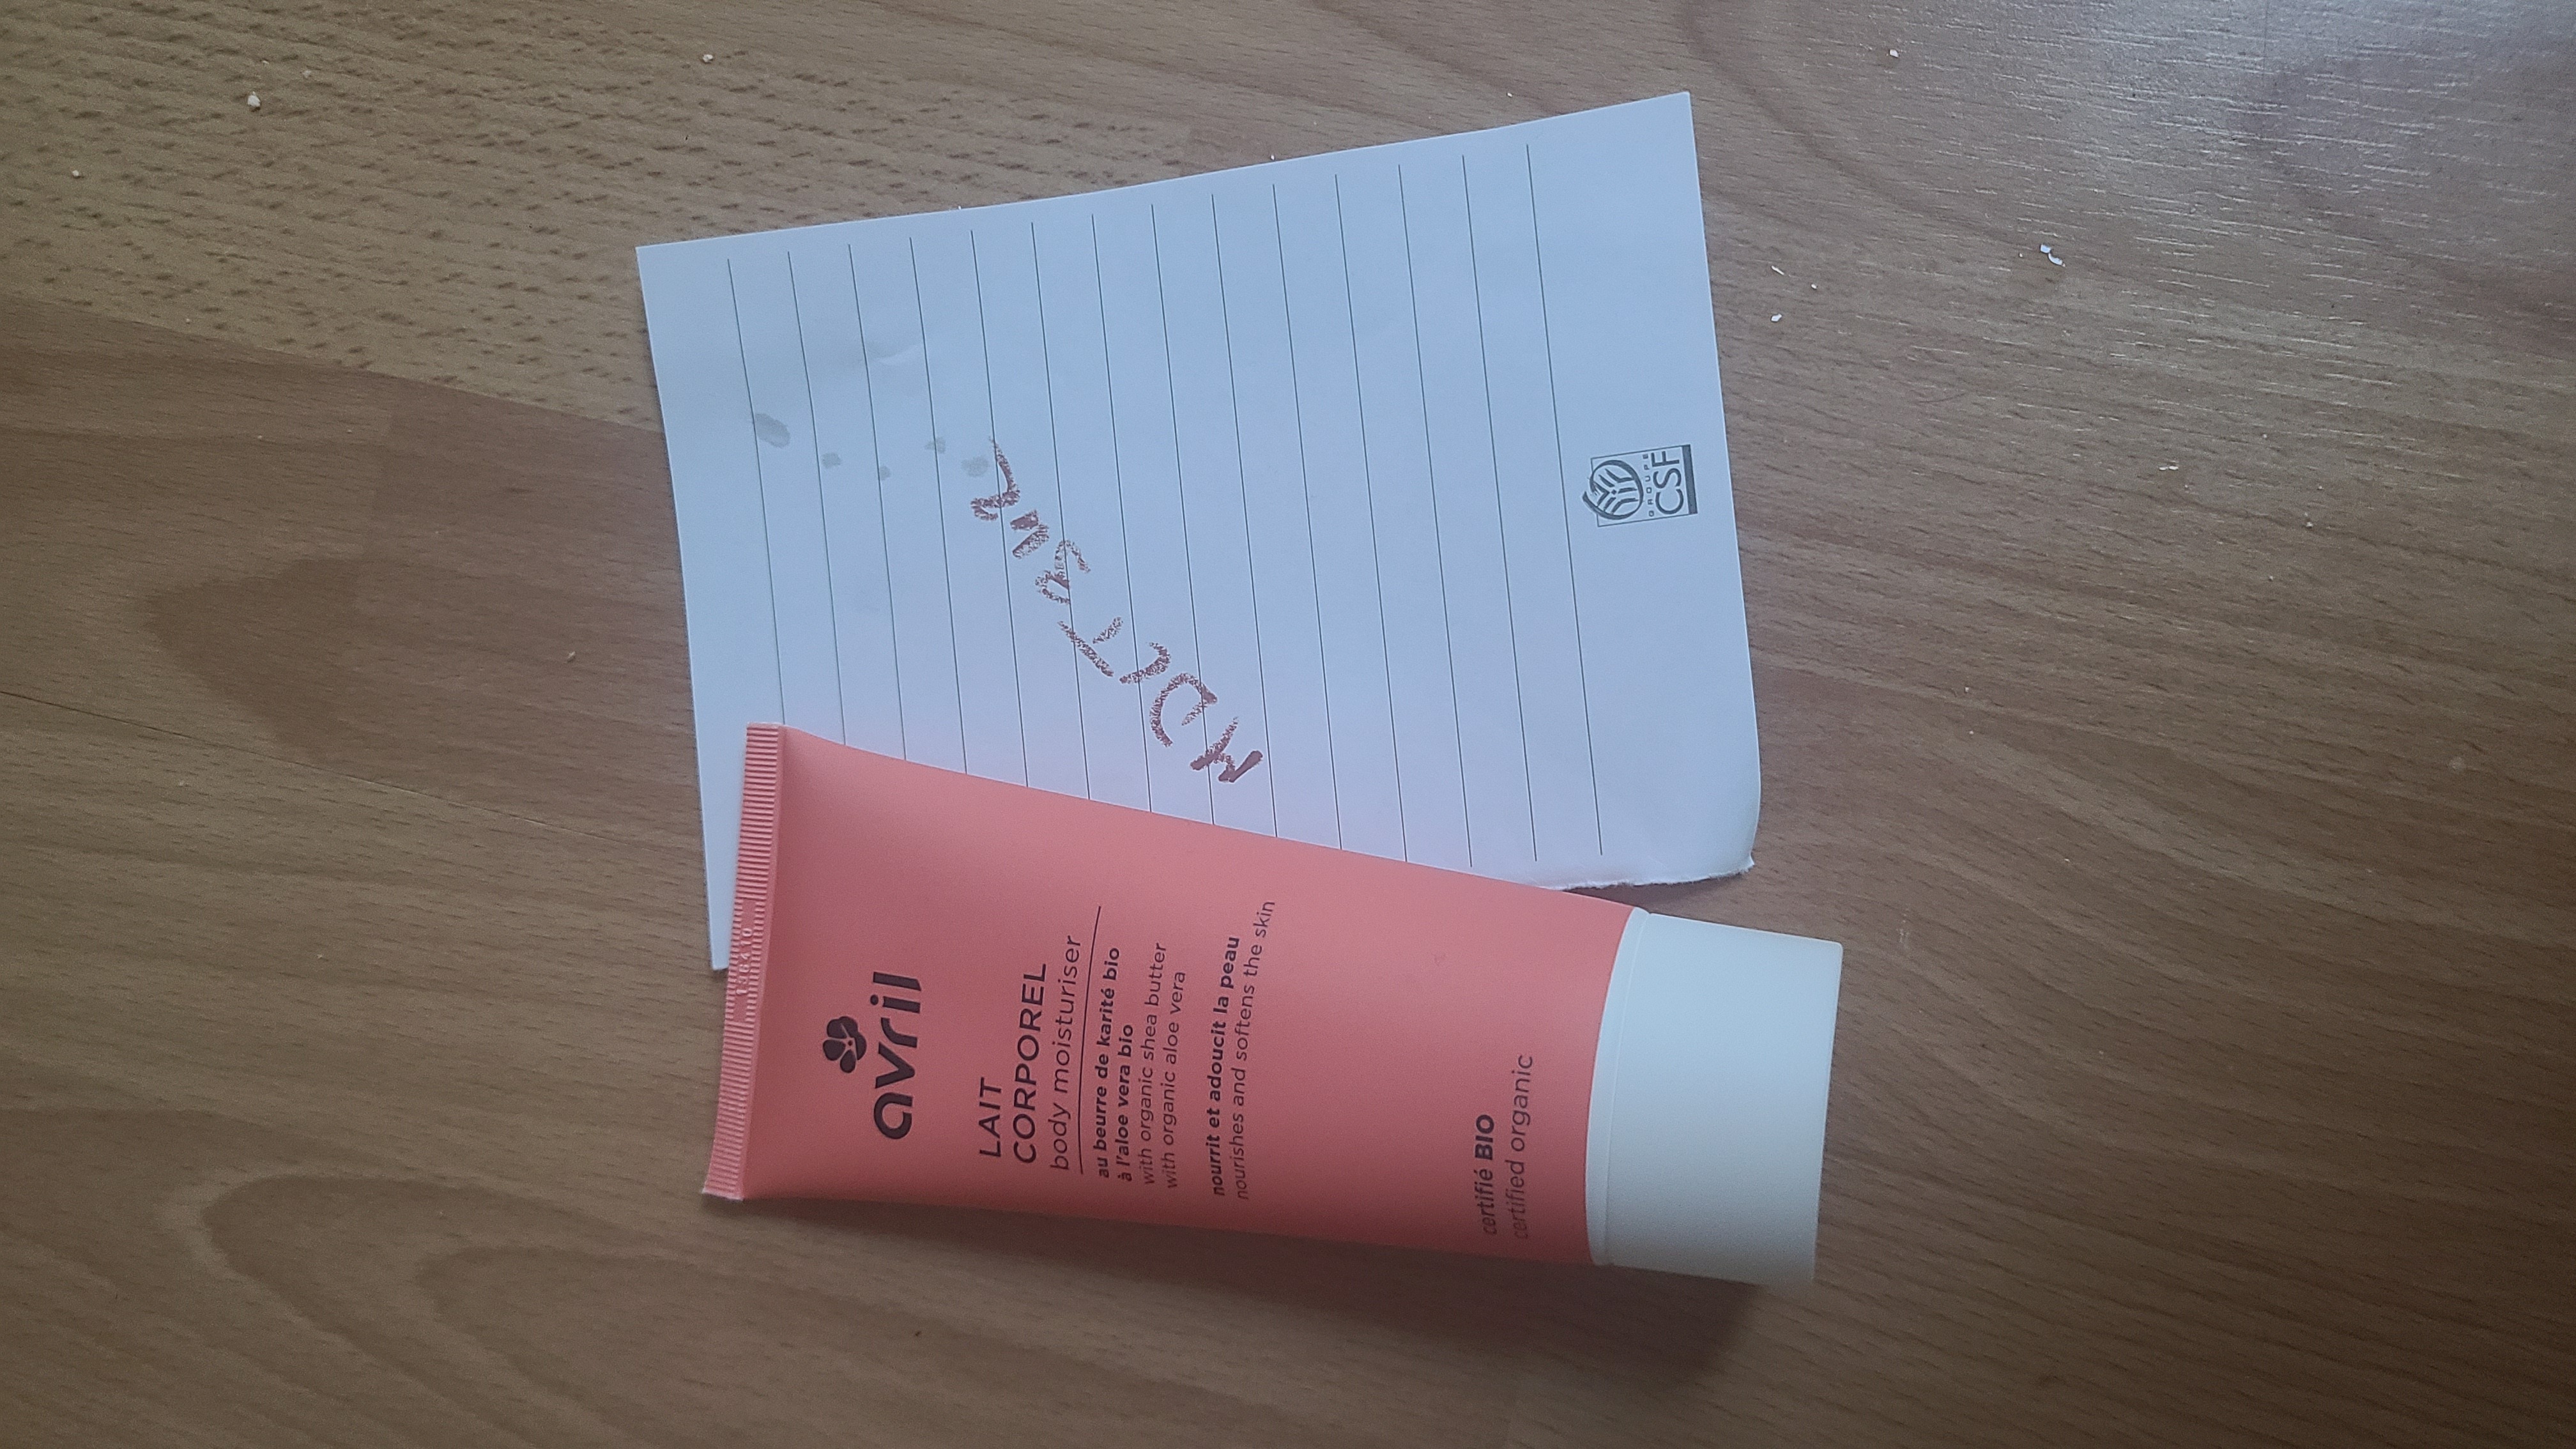 GROUPE
CSF
avril
LAIT
CORPOREL
body moisturiser
au beurre de karité bio
à l'aloe vera bio
with organic shea butter
with organic aloe vera
nourrit et adoucit la peau
nourishes and softens the skin
certifié BIO
certified organic